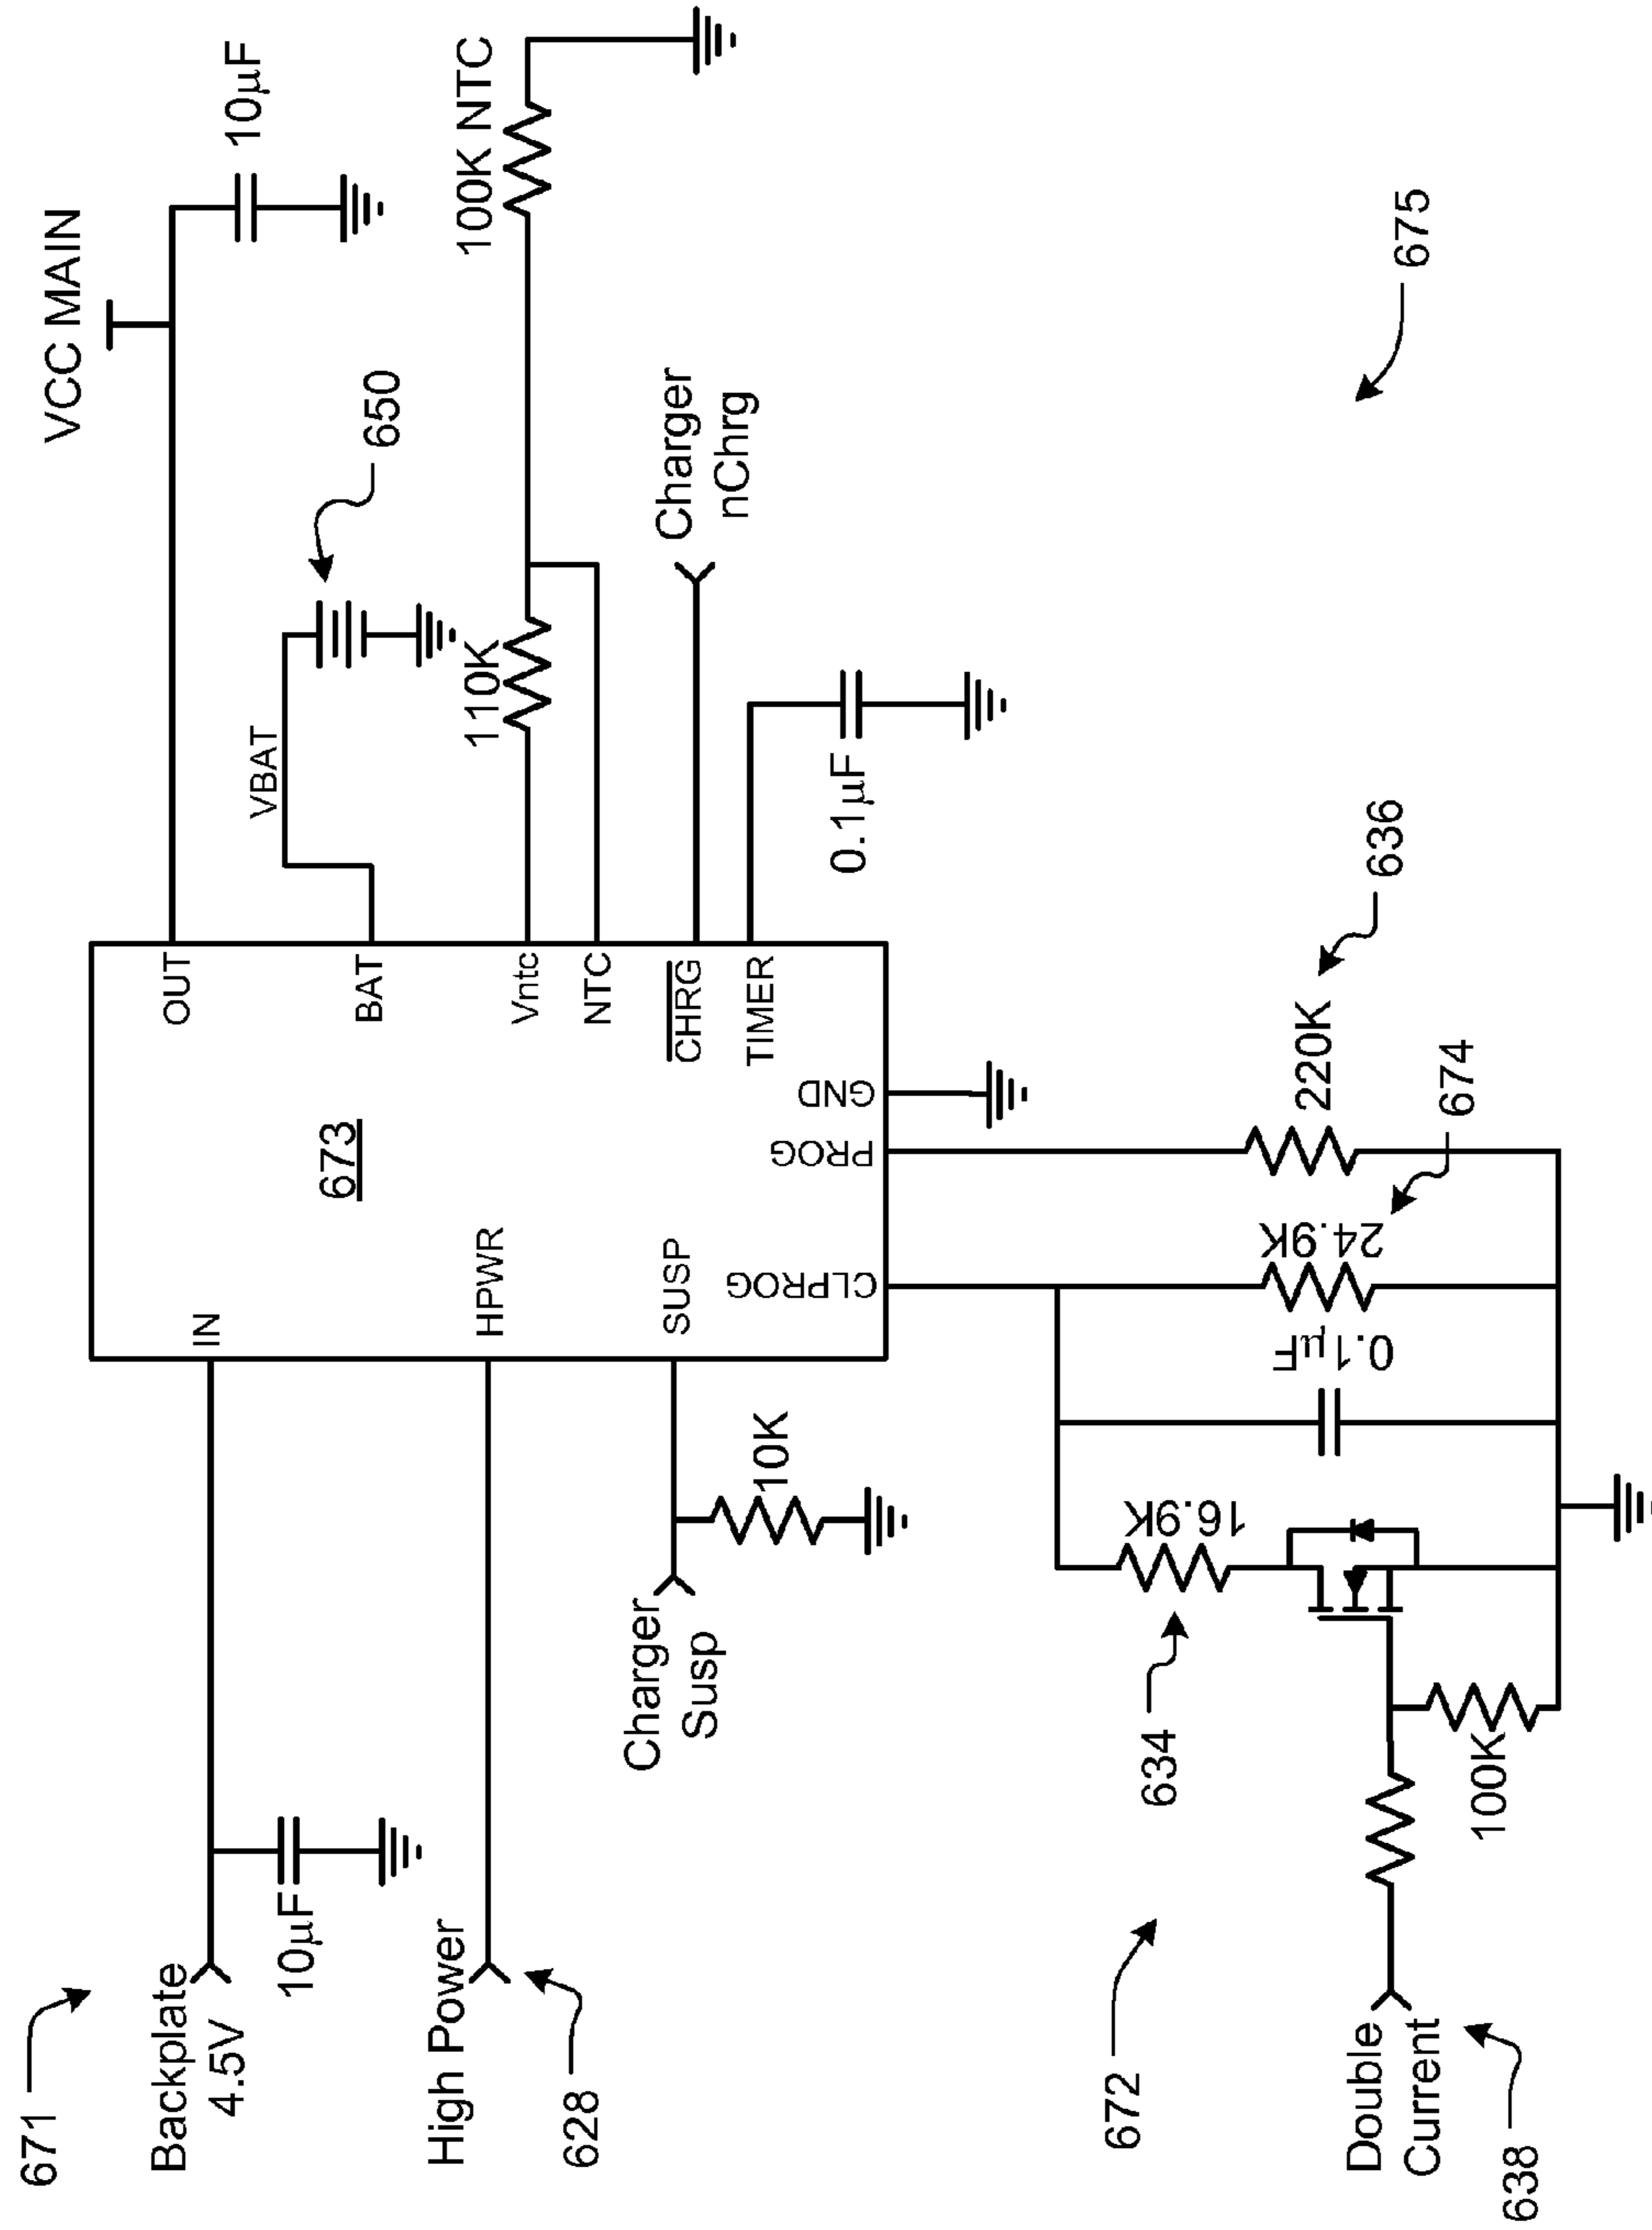 671
Backplate
4.5V
10µF
High Power
628
Charger
Susp
10K
IN
HPWR
SUSP
673
CLPROG
PROG
GND
OUT
BAT
Vntc
NTC
CHRG
TIMER
VCC MAIN
10µF
VBAT
650
110K
100K NTC
Charger
nChrg
0.1µF
675
672
634
16.9K
0.1µF
24.9K
674
220K
636
100K
Double
Current
638